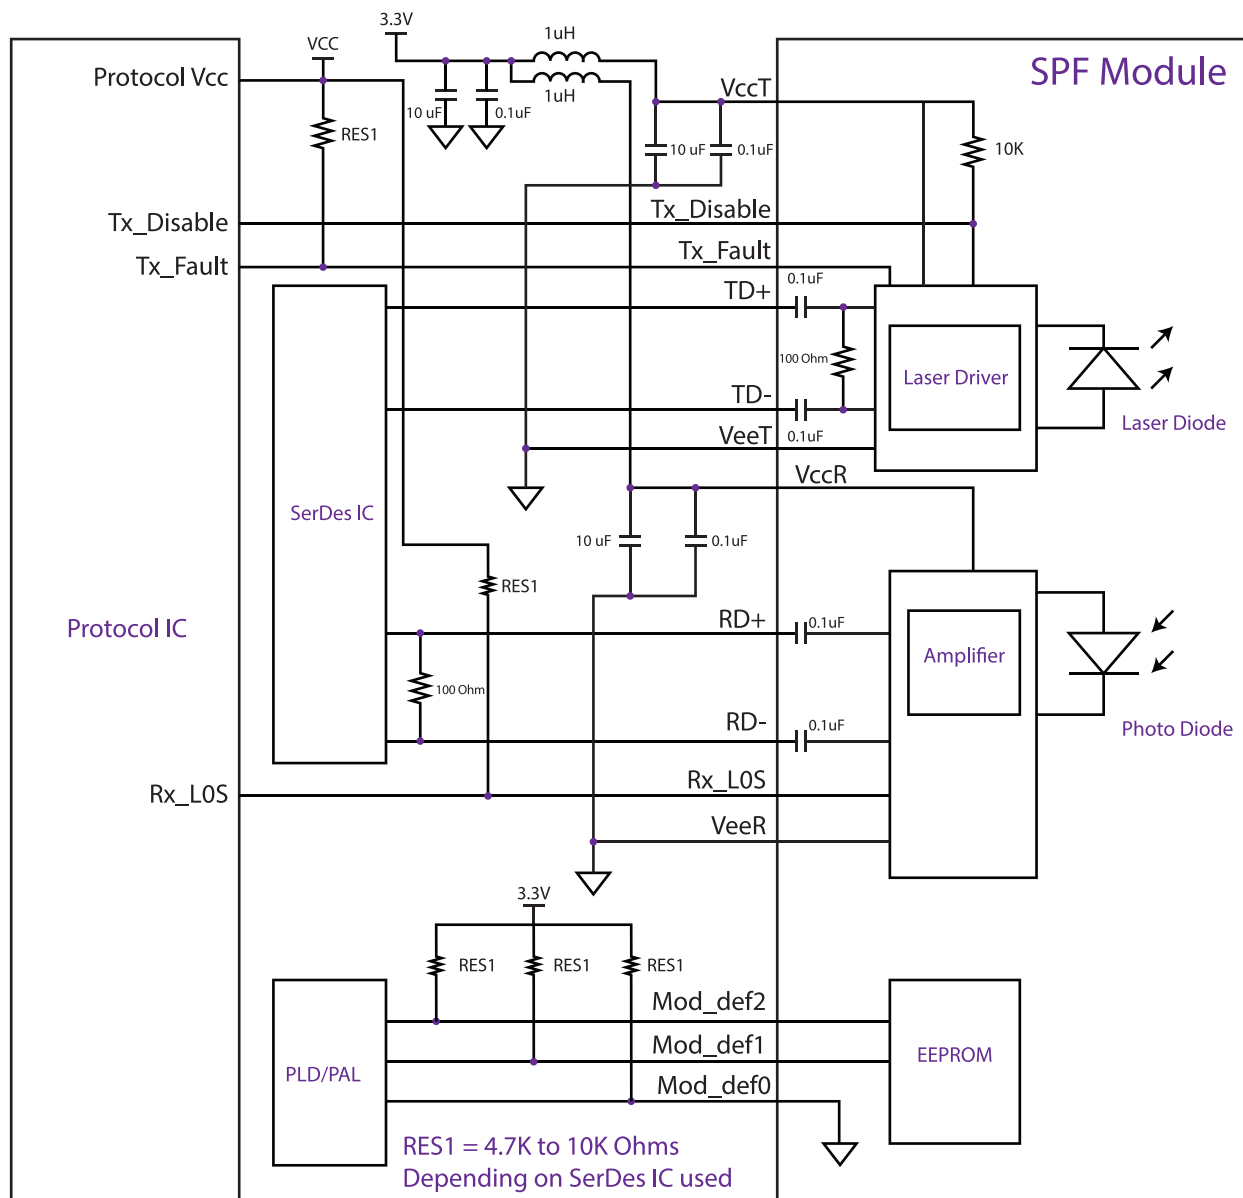 3.3V
1uH
VCC
SPF Module
Protocol Vcc
VccT
1uH
10 uF
0.1uF
RES1
10 uF
0.1uF
10K
Tx_Disable
Tx_Disable
Tx_Fault
Tx_Fault
0.1uF
TD+
100 Ohm
Laser Driver
TD-
Laser Diode
VeeT
0.1uF
VccR
SerDes IC
10 uF
0.1uF
RES1
Protocol IC
RD+
0.1uF
Amplifier
100 Ohm
RD-
0.1uF
Photo Diode
Rx_L0S
Rx_L0S
VeeR
3.3V
RES1
RES1
RES1
Mod_def2
Mod_def1
EEPROM
PLD/PAL
Mod_def0
RES1 = 4.7K to 10K Ohms
Depending on SerDes IC used